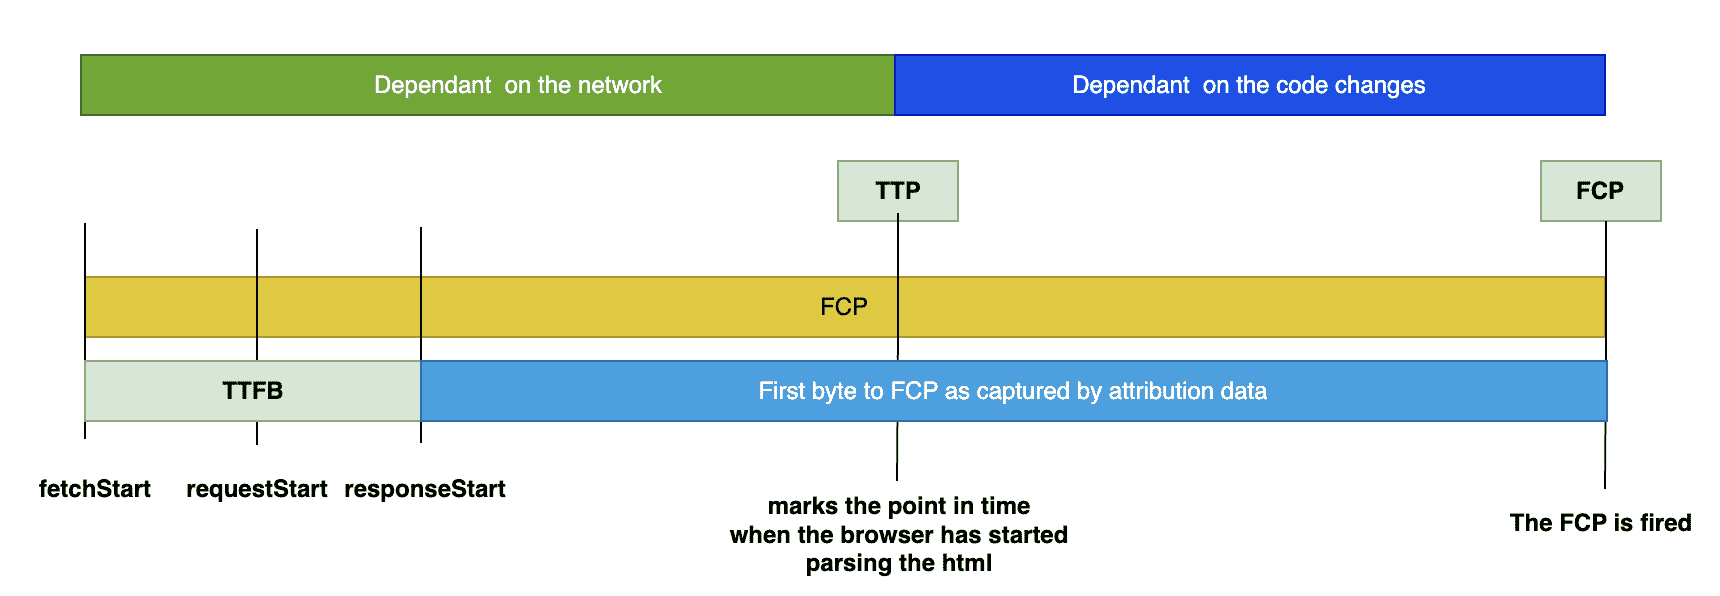 Dependant  on the network
Dependant  on the code changes
TTP
FCP
FCP
TTFB
First byte to FCP as captured by attribution data
fetchStart
requestStart
responseStart
marks the point in time
when the browser has started
parsing the html
The FCP is fired